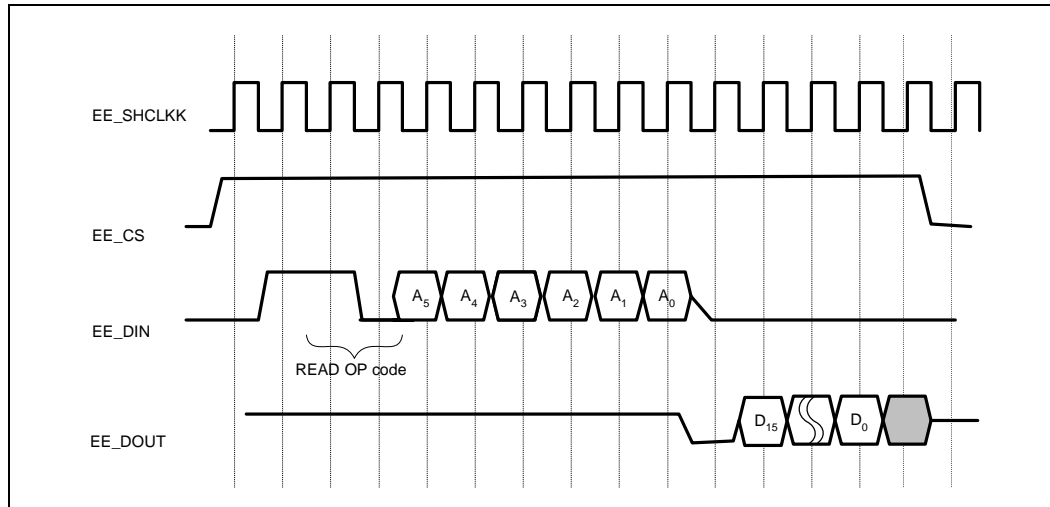 EE_SHCLKK
EE_CS
EE_DIN
A5 A4 A3 A2 A1 A0
READ OP code
EE_DOUT
D15 D0